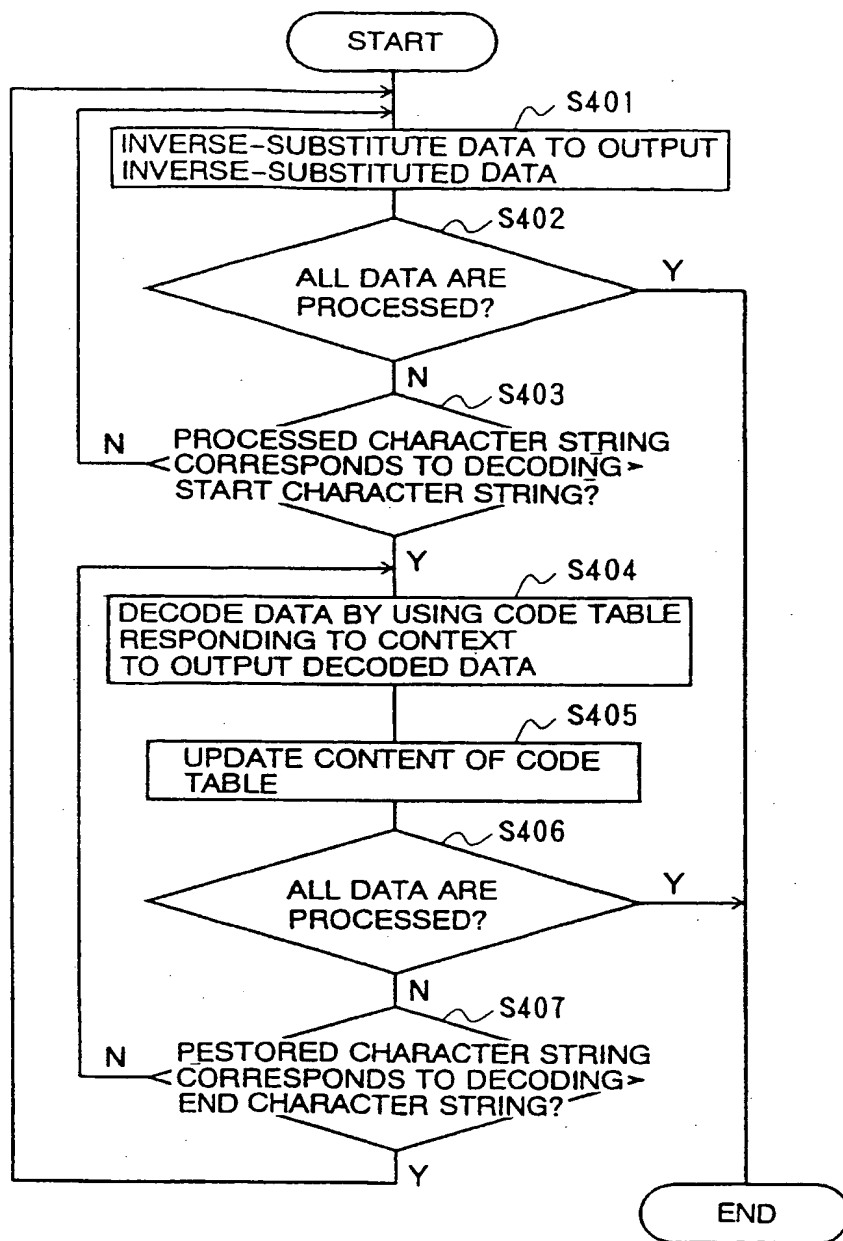 START
S401
INVERSE-SUBSTITUTE DATA TO OUTPUT
INVERSE-SUBSTITUTED DATA
S402
ALL DATA ARE
PROCESSED?
Y
N
S403
N
PROCESSED CHARACTER STRING
CORRESPONDS TO DECODING
START CHARACTER STRING?
Y
S404
DECODE DATA BY USING CODE TABLE
RESPONDING TO CONTEXT
TO OUTPUT DECODED DATA
S405
UPDATE CONTENT OF CODE
TABLE
S406
ALL DATA ARE
PROCESSED?
Y
N
S407
N
PESTORED CHARACTER STRING
CORRESPONDS TO DECODING
END CHARACTER STRING?
Y
END